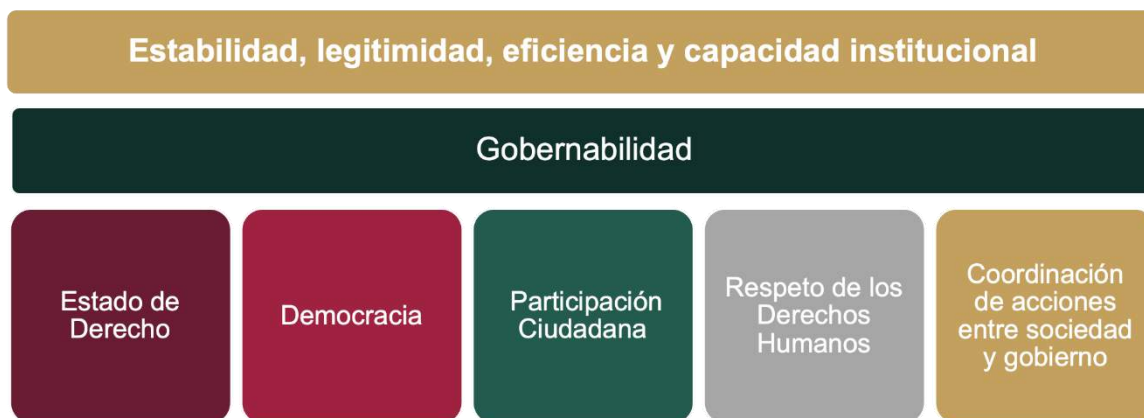 Estabilidad, legitimidad, eficiencia y capacidad institucional
Gobernabilidad
Estado de
Derecho
Democracia
Participación
Ciudadana
Respeto de los
Derechos
Humanos
Coordinación
de acciones
entre sociedad
y gobierno